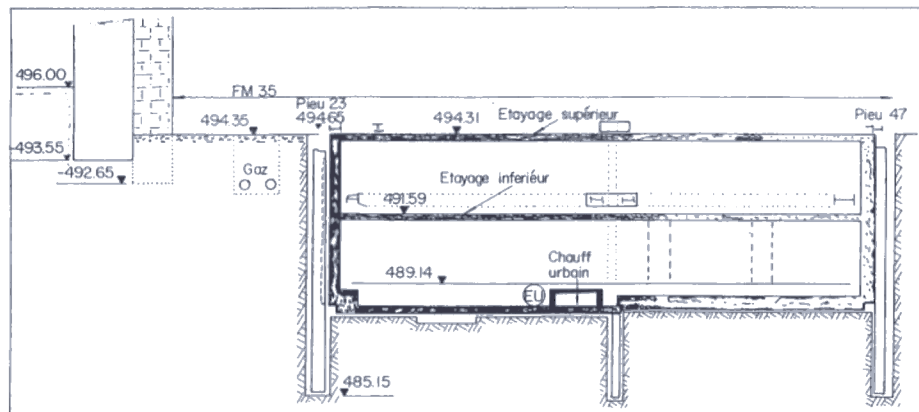 496.00
FM 35
Pieu 23
494.65
494.35
494.31
Etayage supérieur
Pieu 47
493.55
-492.65
Gaz
Etayage inferiéur
491.59
489.14
Chauff
urbain
EU
485.15